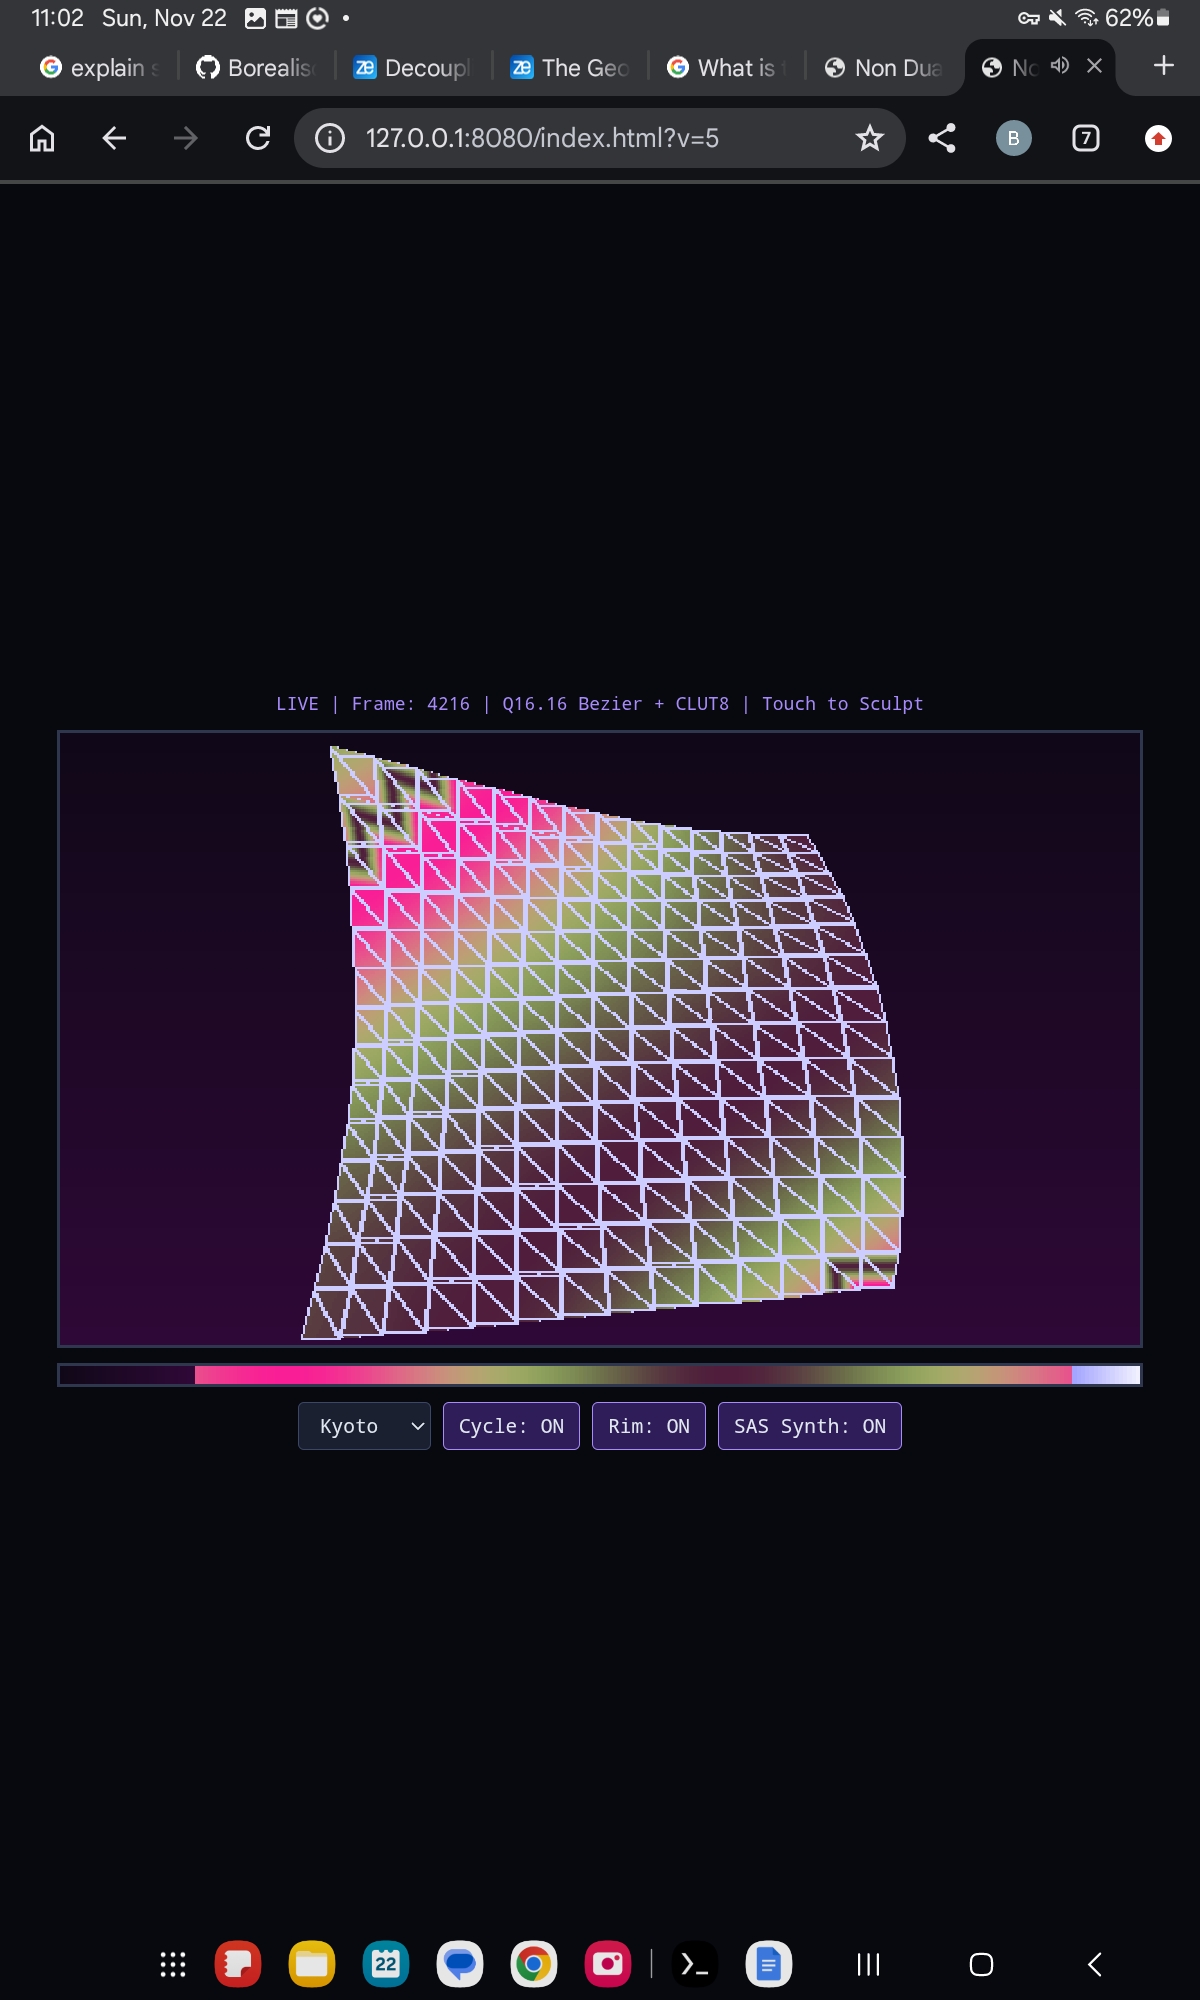 11:02 Sun, Nov 22 62%
explain s Borealis Decoupl The Geo What is Non Dua No
127.0.0.1:8080/index.html?v=5 B 7
LIVE | Frame: 4216 | Q16.16 Bezier + CLUT8 | Touch to Sculpt
Kyoto Cycle: ON Rim: ON SAS Synth: ON
22